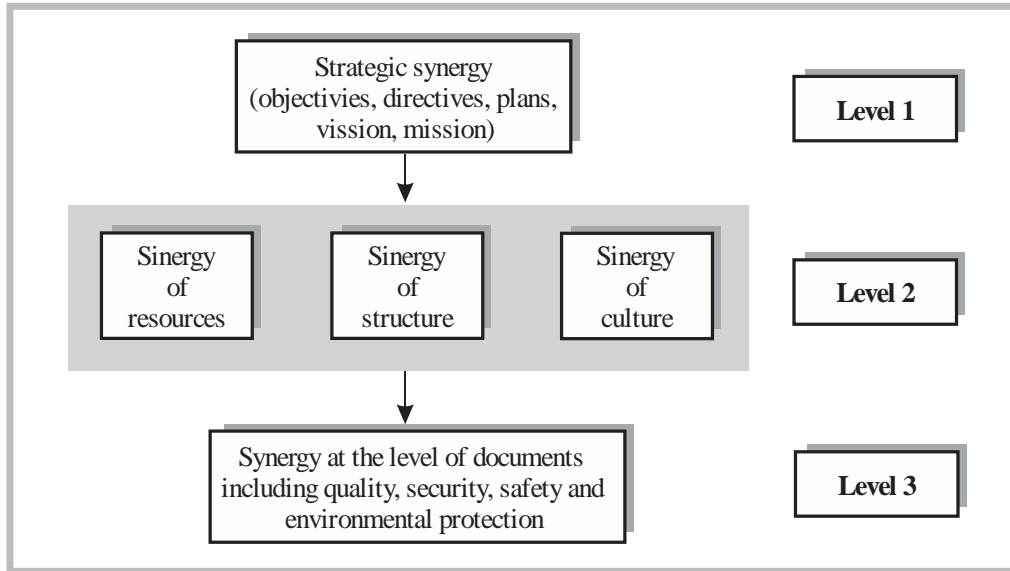 Strategic synergy
(objectivies, directives, plans,
vission, mission)
Level 1
Sinergy
of
resources
Sinergy
of
structure
Sinergy
of
culture
Level 2
Synergy at the level of documents
including quality, security, safety and
environmental protection
Level 3